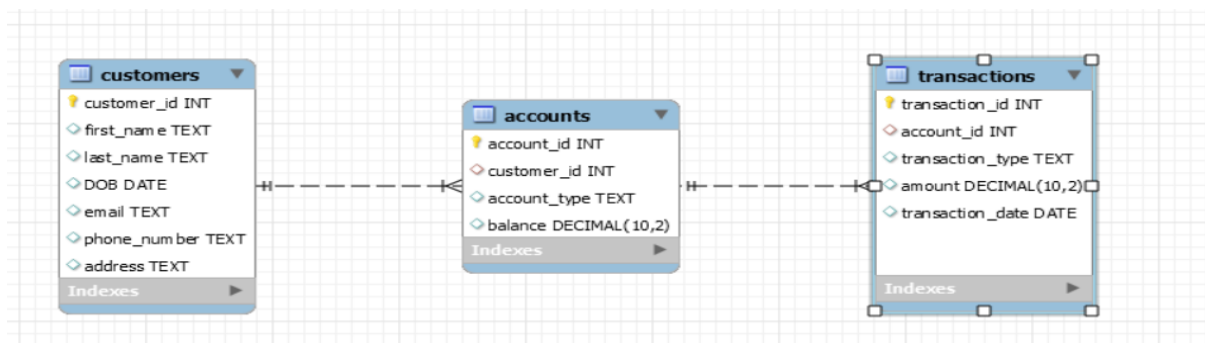 customers
customer_id INT
first_name TEXT
last_name TEXT
DOB DATE
email TEXT
phone_number TEXT
address TEXT
Indexes
accounts
account_id INT
customer_id INT
account_type TEXT
balance DECIMAL(10,2)
Indexes
transactions
transaction_id INT
account_id INT
transaction_type TEXT
amount DECIMAL(10,2)
transaction_date DATE
Indexes